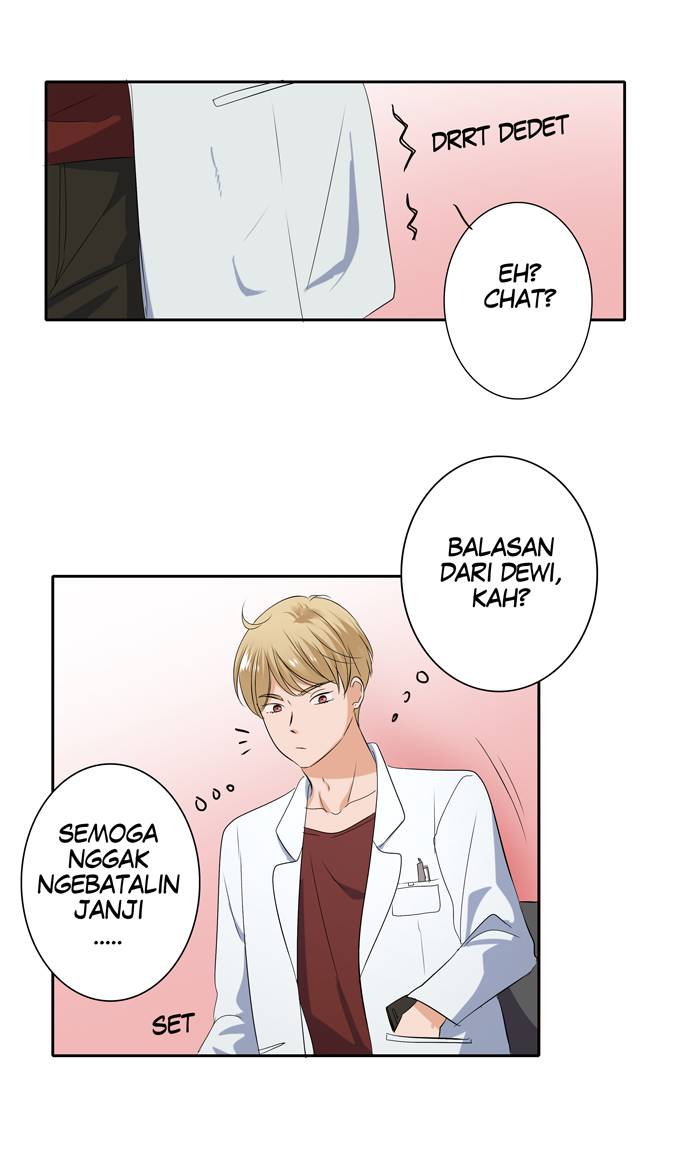 DRRT DEDET
EH?
CHAT?
BALASAN
DARI DEWI,
KAH?
SEMOGA
NGGAK
NGEBATALIN
JANJI
.....
SET